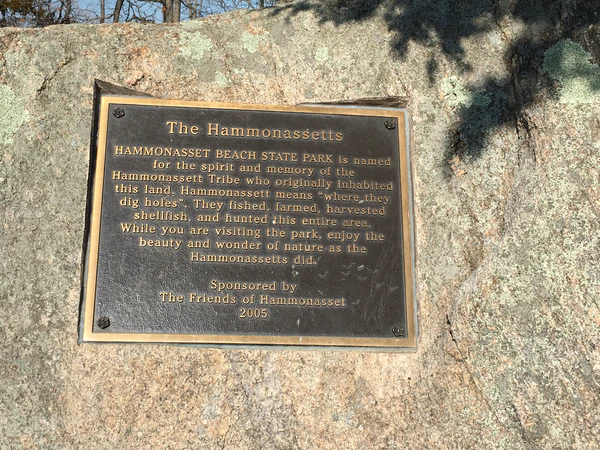 The Hammonassetts
HAMMONASSET BEACH STATE PARK is named
for the spirit and memory of the
Hammonassett Tribe who originally inhabited
this land. Hammonassett means "where they
dig holes". They fished, farmed, harvested
shellfish, and hunted this entire area.
While you are visiting the park, enjoy the
beauty and wonder of nature as the
Hammonassetts did.
Sponsored by
The Friends of Hammonasset
2005